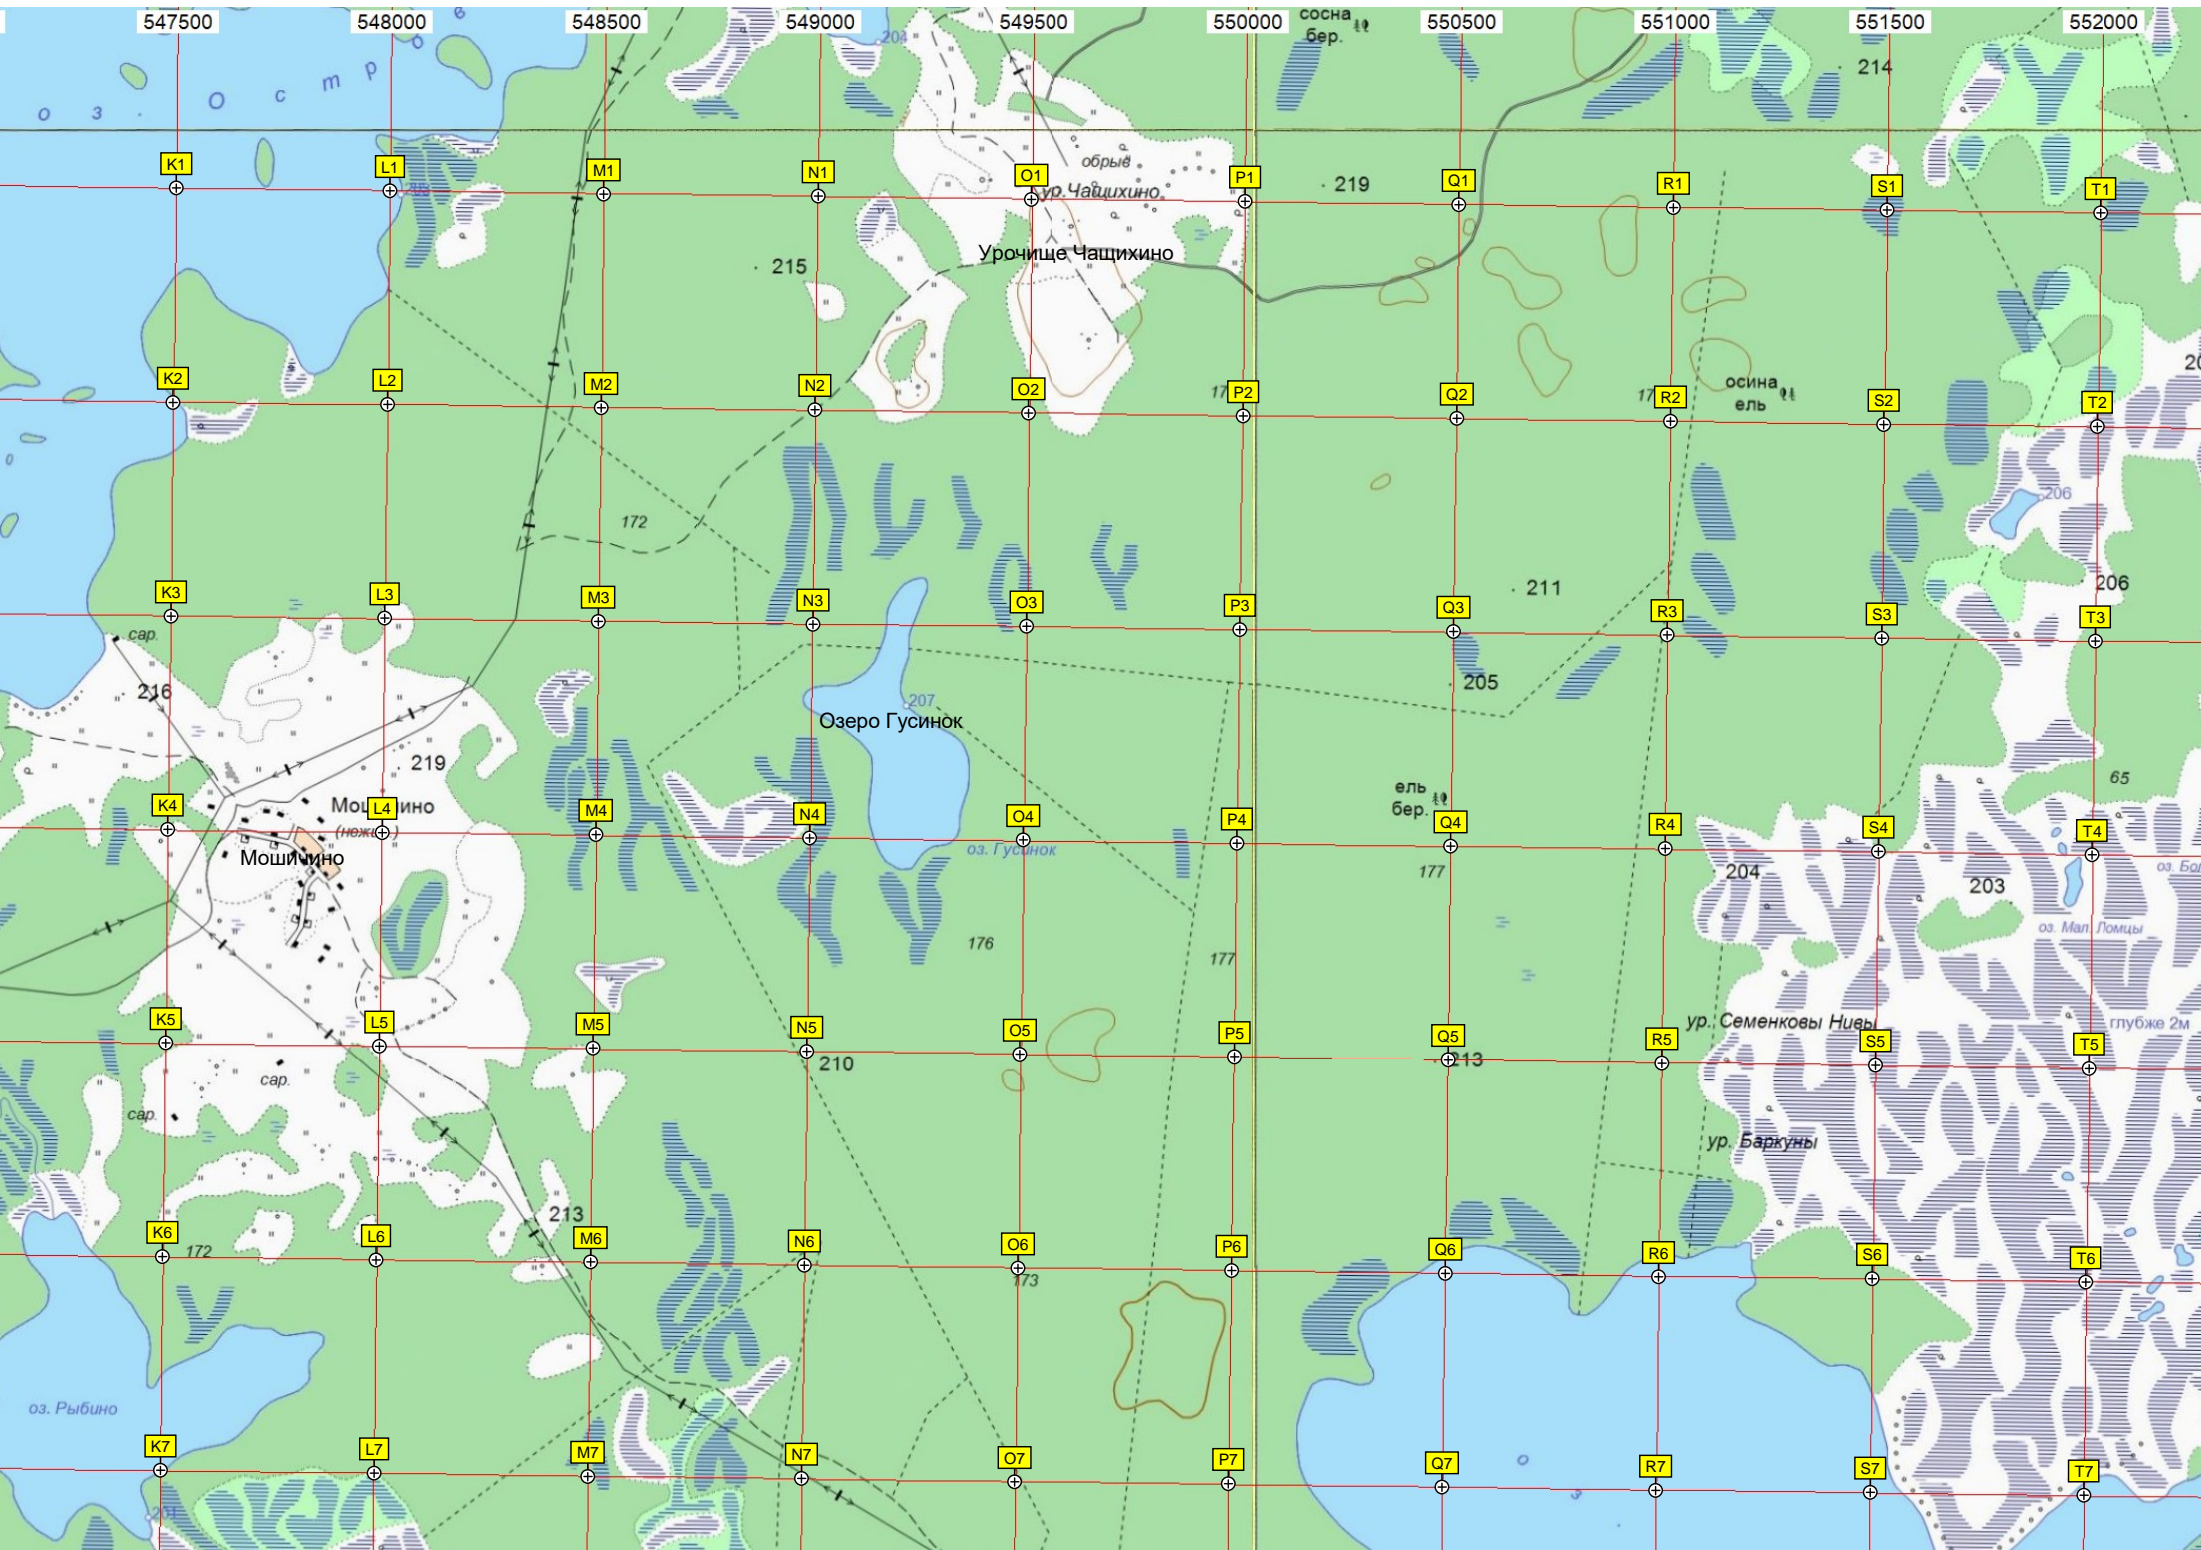 547500 548000 548500 549000 549500 550000 550500 551000 551500 552000
сосна
бер.
204
214
оз. Остр
о
в
обрыв
K1 L1 M1 N1 O1 P1 Q1 R1 S1 T1
ур.Чащихино
219
Урочище Чащихино
215
K2 L2 M2 N2 O2 P2 Q2 R2 S2 T2
осина
ель
17
17
20
172
206
211
206
K3 L3 M3 N3 O3 P3 Q3 R3 S3 T3
сар.
216
205
207
Озеро Гусинок
219
65
ель
бер.
K4 L4 M4 N4 O4 P4 Q4 R4 S4 T4
Мошичино
оз. Гусинок
177
204
203
оз. Мал. Ломцы
176
177
K5 L5 M5 N5 O5 P5 Q5 R5 S5 T5
ур. Семенковы Нивы
глубже 2м
210
213
сар.
сар.
ур. Баркуны
213
K6 L6 M6 N6 O6 P6 Q6 R6 S6 T6
172
173
оз. Рыбино
K7 L7 M7 N7 O7 P7 Q7 R7 S7 T7
о
з